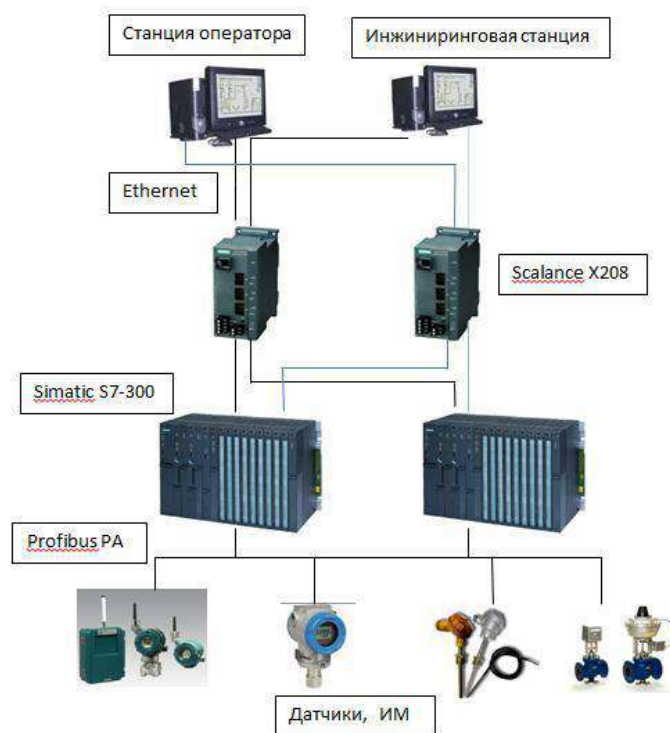 Станция оператора
Инжиниринговая станция
Ethernet
Scalance X208
Simatic S7-300
Profibus PA
Датчики, ИМ